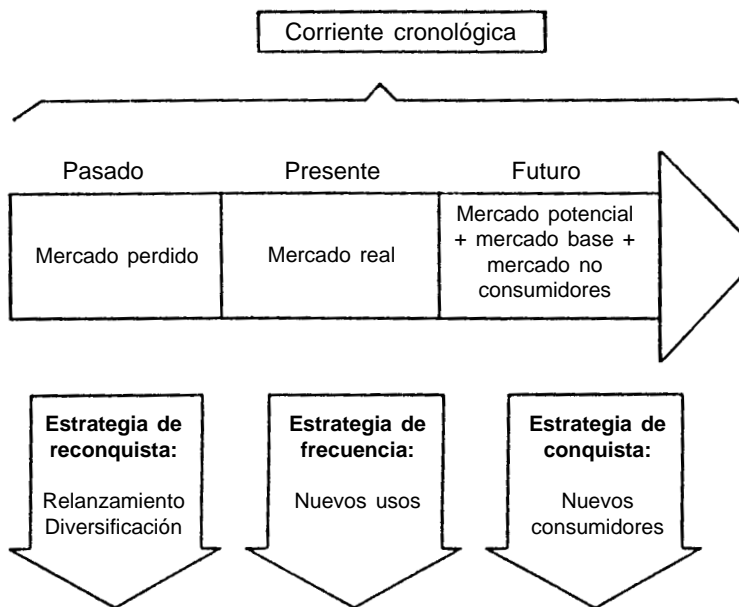 Corriente cronológica
Pasado
Presente
Futuro
Mercado perdido
Mercado real
Mercado potencial
+ mercado base +
mercado no
consumidores
Estrategia de
reconquista:
Relanzamiento
Diversificación
Estrategia de
frecuencia:
Nuevos usos
Estrategia de
conquista:
Nuevos
consumidores